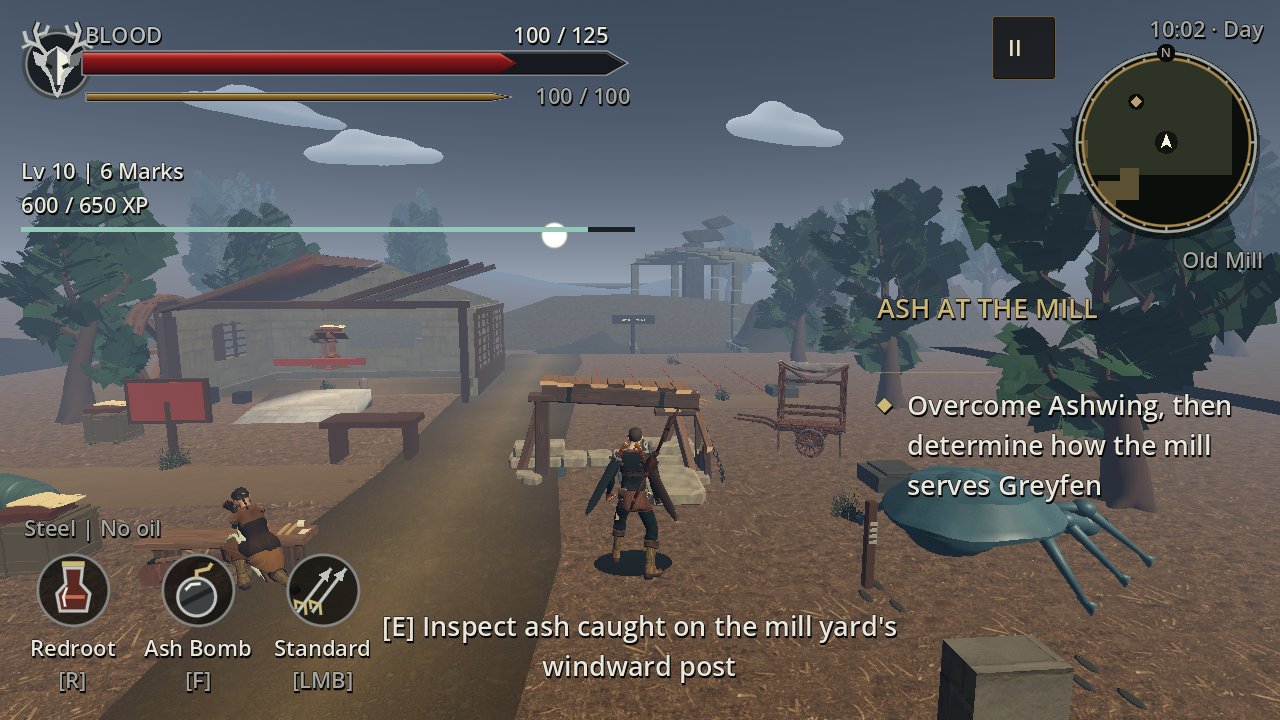 BLOOD
100 / 125
100 / 100
10:02 · Day
N
Lv 10 | 6 Marks
600 / 650 XP
Old Mill
ASH AT THE MILL
Overcome Ashwing, then
determine how the mill
serves Greyfen
Steel | No oil
Redroot
[R]
Ash Bomb
[F]
Standard
[LMB]
[E] Inspect ash caught on the mill yard's
windward post